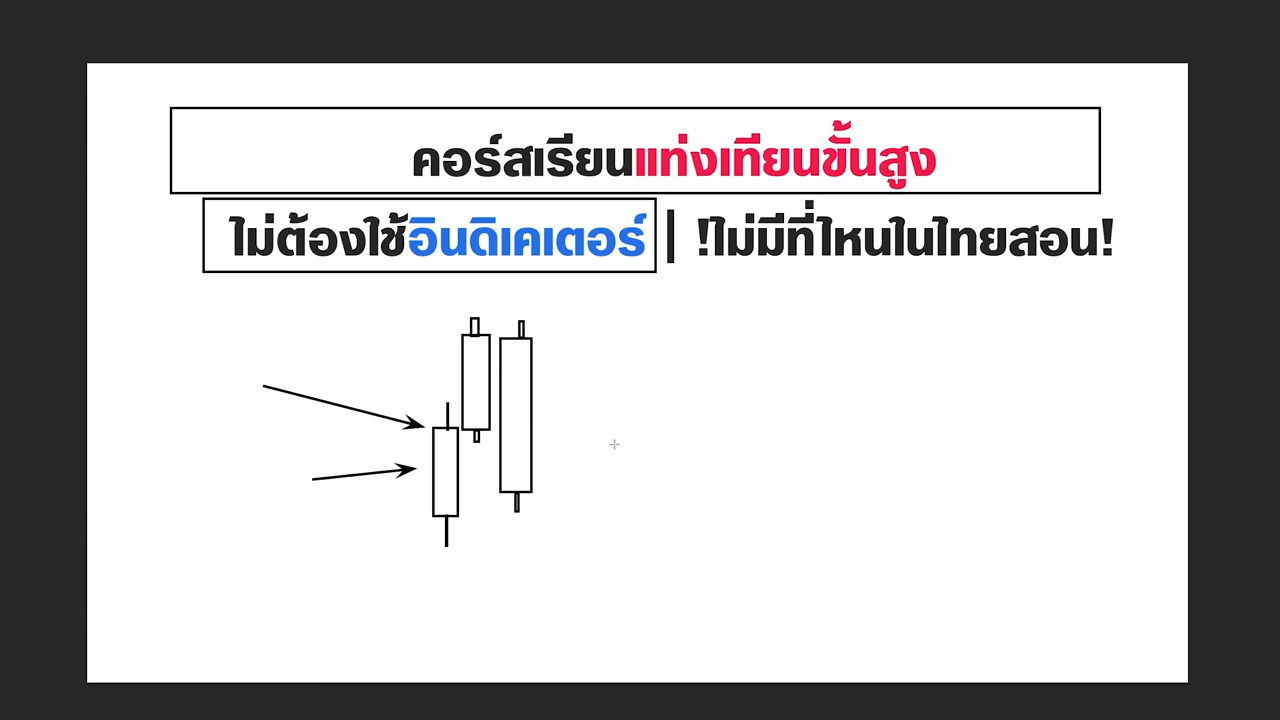 คอร์สเรียนแท่งเทียนขั้นสูง
ไม่ต้องใช้อินดิเคเตอร์ | !ไม่มีที่ไหนในไทยสอน!